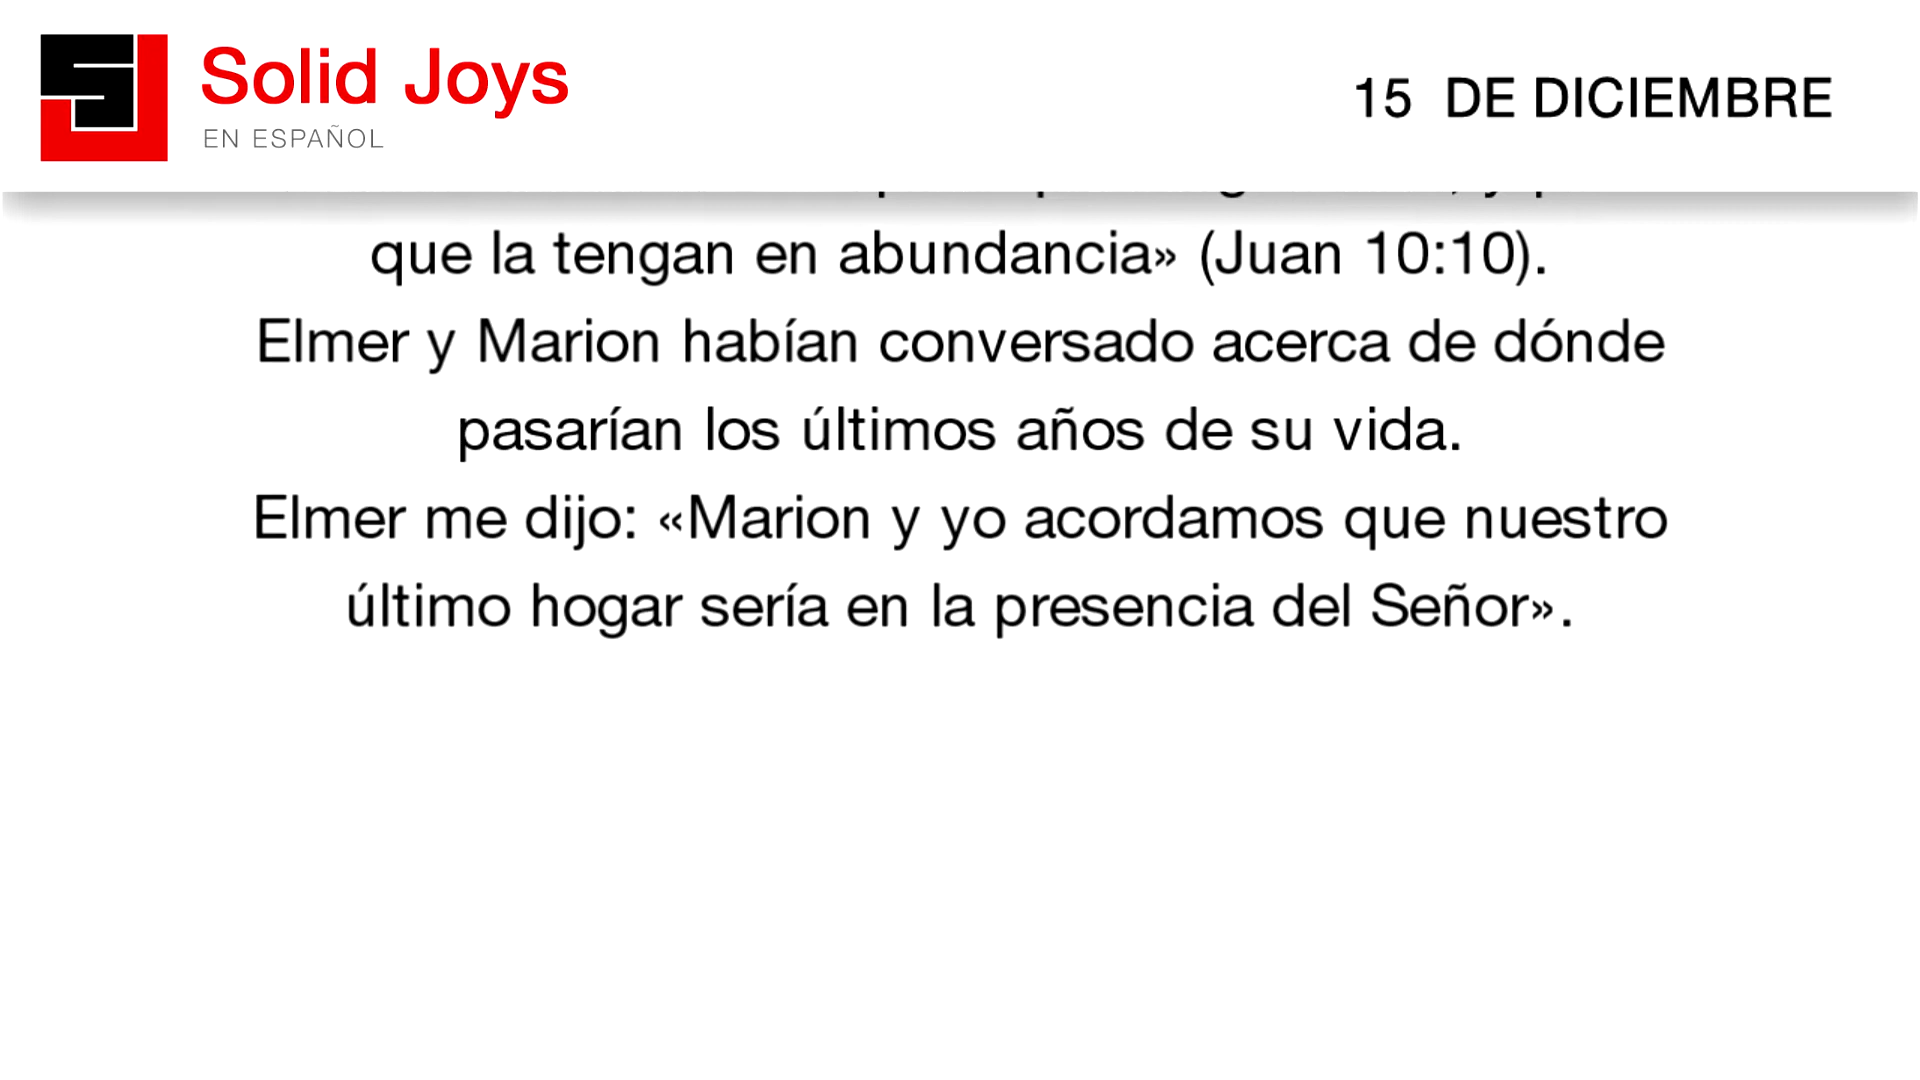 Solid Joys
EN ESPAÑOL
15 DE DICIEMBRE
que la tengan en abundancia» (Juan 10:10).
Elmer y Marion habían conversado acerca de dónde
pasarían los últimos años de su vida.
Elmer me dijo: «Marion y yo acordamos que nuestro
último hogar sería en la presencia del Señor».